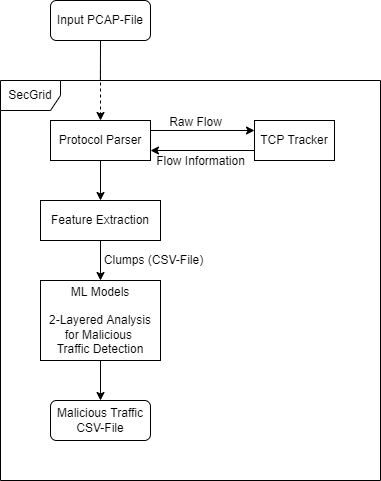 Input PCAP-File
SecGrid
Raw Flow
Protocol Parser
TCP Tracker
Flow Information
Feature Extraction
Clumps (CSV-File)
ML Models
2-Layered Analysis
for Malicious
Traffic Detection
Malicious Traffic
CSV-File